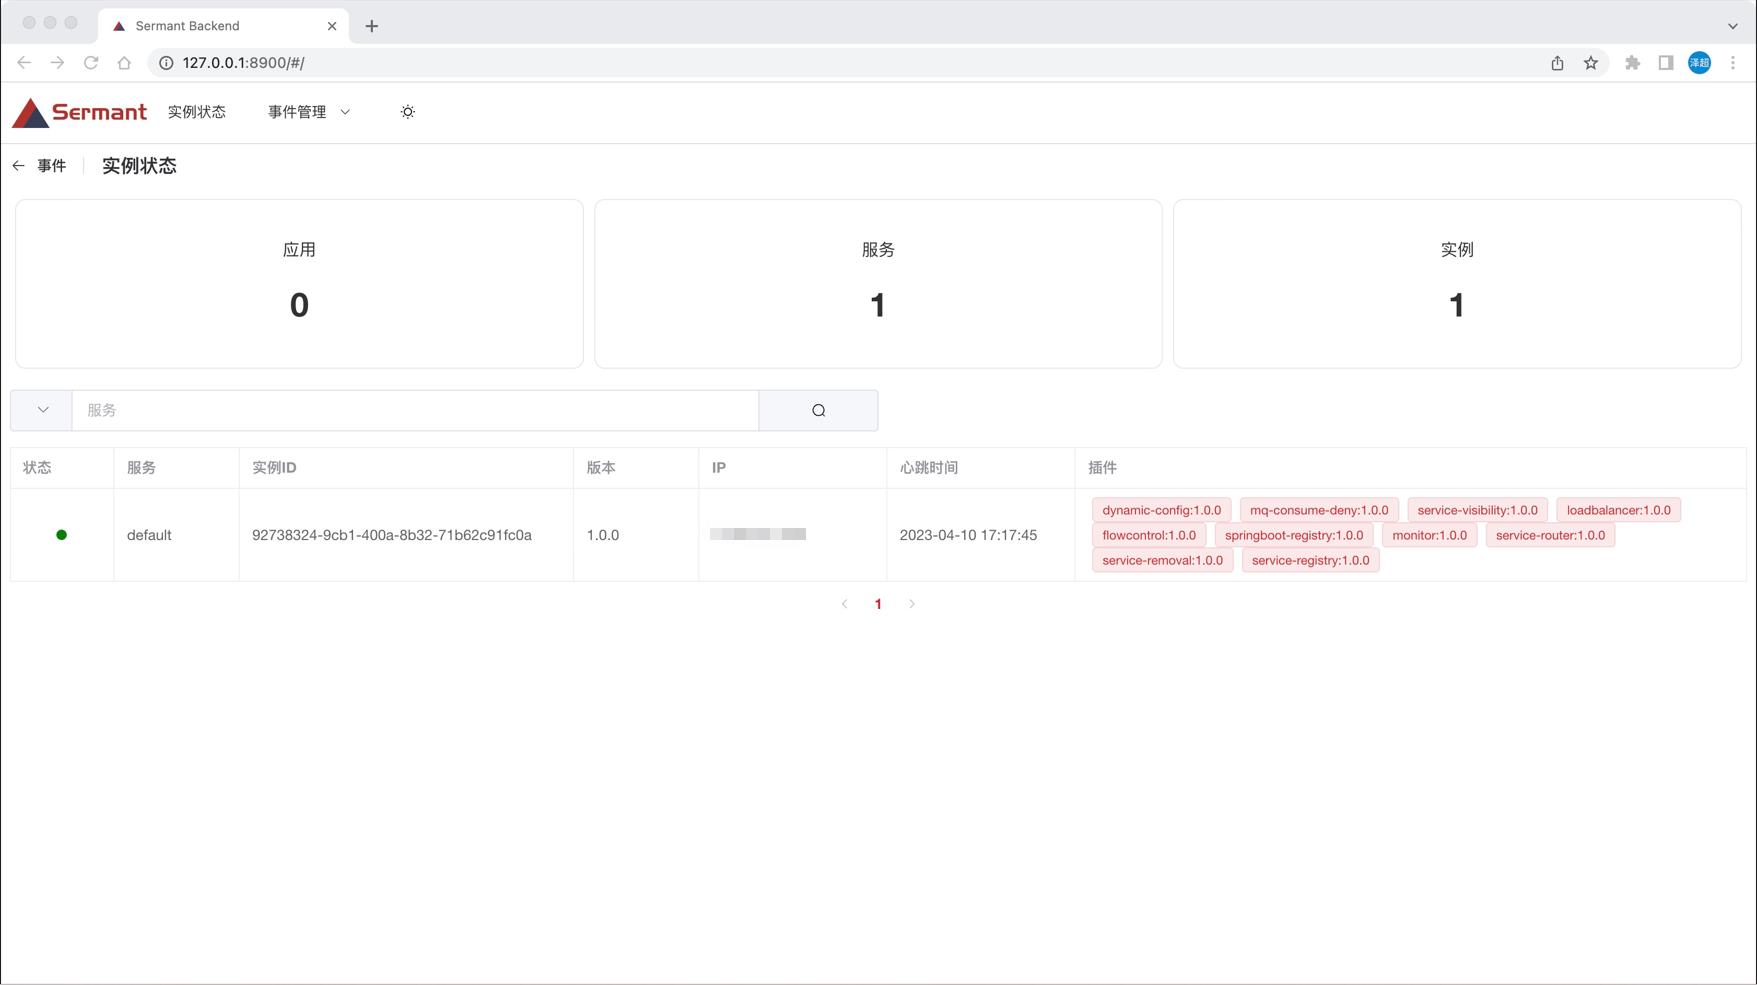 Sermant Backend
127.0.0.1:8900/#/
泽超
Sermant 实例状态 事件管理
事件 实例状态
应用 服务 实例
0 1 1
服务
状态 服务 实例ID 版本 IP 心跳时间 插件
dynamic-config:1.0.0 mq-consume-deny:1.0.0 service-visibility:1.0.0 loadbalancer:1.0.0
default 92738324-9cb1-400a-8b32-71b62c91fc0a 1.0.0 2023-04-10 17:17:45 flowcontrol:1.0.0 springboot-registry:1.0.0 monitor:1.0.0 service-router:1.0.0
service-removal:1.0.0 service-registry:1.0.0
1